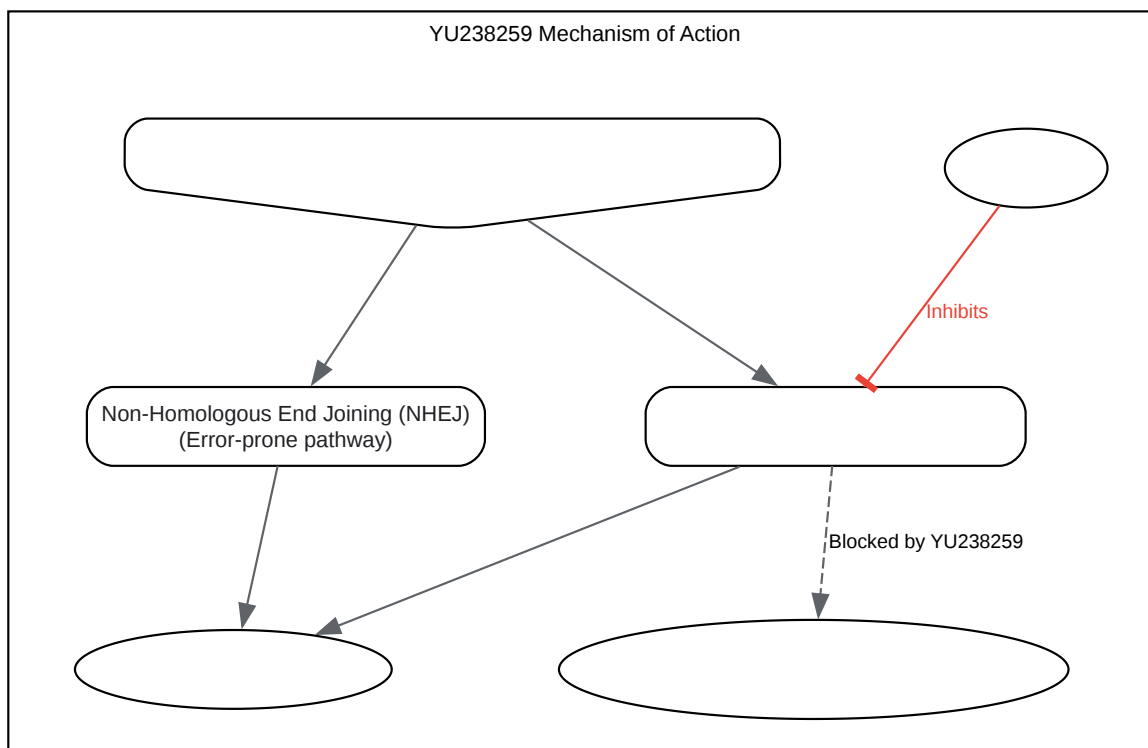 YU238259 Mechanism of Action
Inhibits
Non-Homologous End Joining (NHEJ)
(Error-prone pathway)
Blocked by YU238259